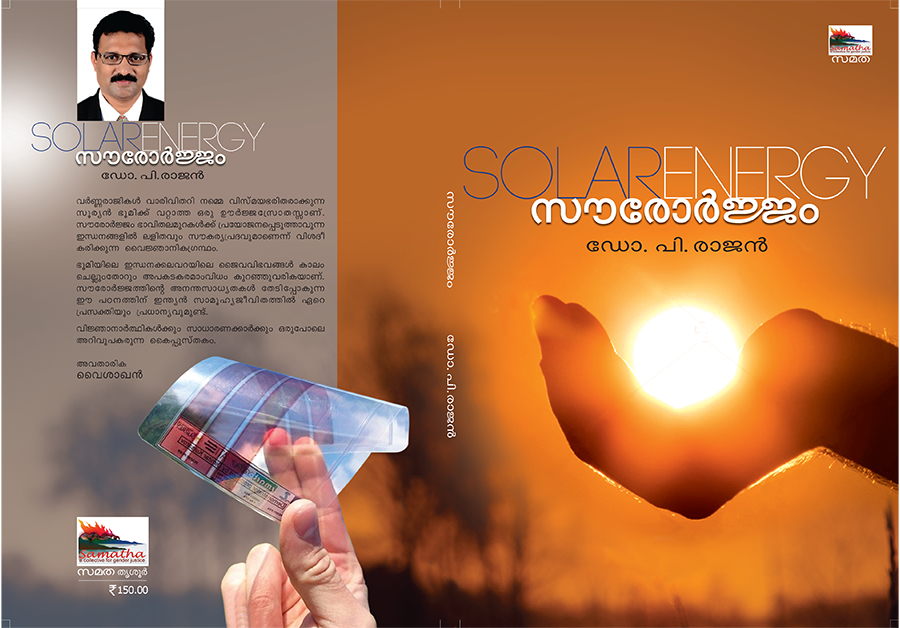 SOLARENERGY
സൗരോർജ്ജം
ഡോ. പി.രാജൻ
വർണ്ണരാജികൾ വാരിവിതറി നമ്മെ വിസ്മയഭരിതരാക്കുന്ന
സൂര്യൻ ഭൂമിക്ക് വറ്റാത്ത ഒരു ഊർജ്ജസ്രോതസ്സാണ്.
സൗരോർജ്ജം ഭാവിതലമുറകൾക്ക് പ്രയോജനപ്പെടുത്താവുന്ന
ഇന്ധനങ്ങളിൽ ലളിതവും സൗകര്യപ്രദവുമാണെന്ന് വിശദീ
കരിക്കുന്ന വൈജ്ഞാനികഗ്രന്ഥം.
ഭൂമിയിലെ ഇന്ധനക്കലവറയിലെ ജൈവവിഭവങ്ങൾ കാലം
ചെല്ലുംതോറും അപകടകരമാംവിധം കുറഞ്ഞുവരികയാണ്.
സൗരോർജ്ജത്തിന്റെ അനന്തസാധ്യതകൾ തേടിപ്പോകുന്ന
ഈ പഠനത്തിന് ഇന്ത്യൻ സാമൂഹ്യജീവിതത്തിൽ ഏറെ
പ്രസക്തിയും പ്രധാന്യവുമുണ്ട്.
വിജ്ഞാനാർത്ഥികൾക്കും സാധാരണക്കാർക്കും ഒരുപോലെ
അറിവുപകരുന്ന കൈപ്പുസ്തകം.
അവതാരിക
വൈശാഖൻ
samatha
a collective for gender justice
സമത തൃശൂർ
₹150.00
സൗരോർജ്ജം
ഡോ. പി. രാജൻ
samatha
a collective for gender justice
സമത
SOLARENERGY
സൗരോർജ്ജം
ഡോ. പി. രാജൻ